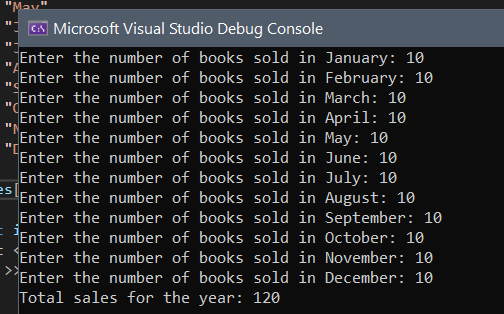 "May"
Microsoft Visual Studio Debug Console
Enter the number of books sold in January: 10
Enter the number of books sold in February: 10
Enter the number of books sold in March: 10
Enter the number of books sold in April: 10
Enter the number of books sold in May: 10
Enter the number of books sold in June: 10
Enter the number of books sold in July: 10
Enter the number of books sold in August: 10
Enter the number of books sold in September: 10
Enter the number of books sold in October: 10
Enter the number of books sold in November: 10
Enter the number of books sold in December: 10
Total sales for the year: 120